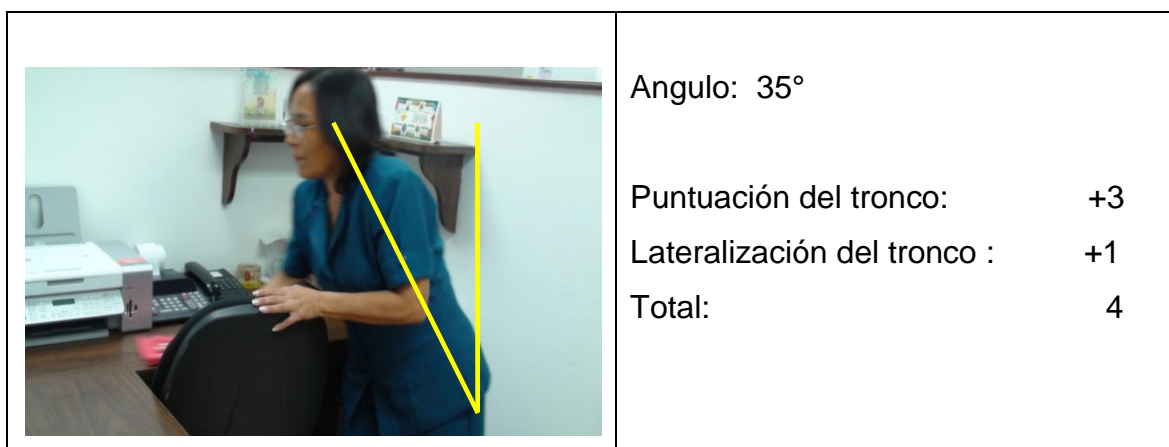 Angulo: 35°
Puntuación del tronco: +3
Lateralización del tronco : +1
Total: 4